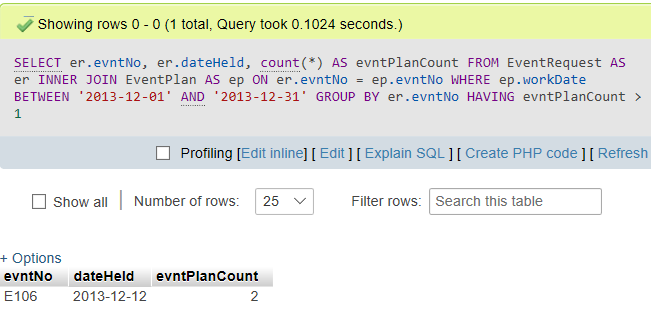 Showing rows 0 - 0 (1 total, Query took 0.1024 seconds.)
SELECT er.evntNo, er.dateHeld, count(*) AS evntPlanCount FROM EventRequest AS
er INNER JOIN EventPlan AS ep ON er.evntNo = ep.evntNo WHERE ep.workDate
BETWEEN '2013-12-01' AND '2013-12-31' GROUP BY er.evntNo HAVING evntPlanCount >
1
Profiling [Edit inline] [ Edit ] [ Explain SQL ] [ Create PHP code ] [ Refresh
Show all | Number of rows: 25 Filter rows: Search this table
+ Options
evntNo dateHeld evntPlanCount
E106 2013-12-12 2